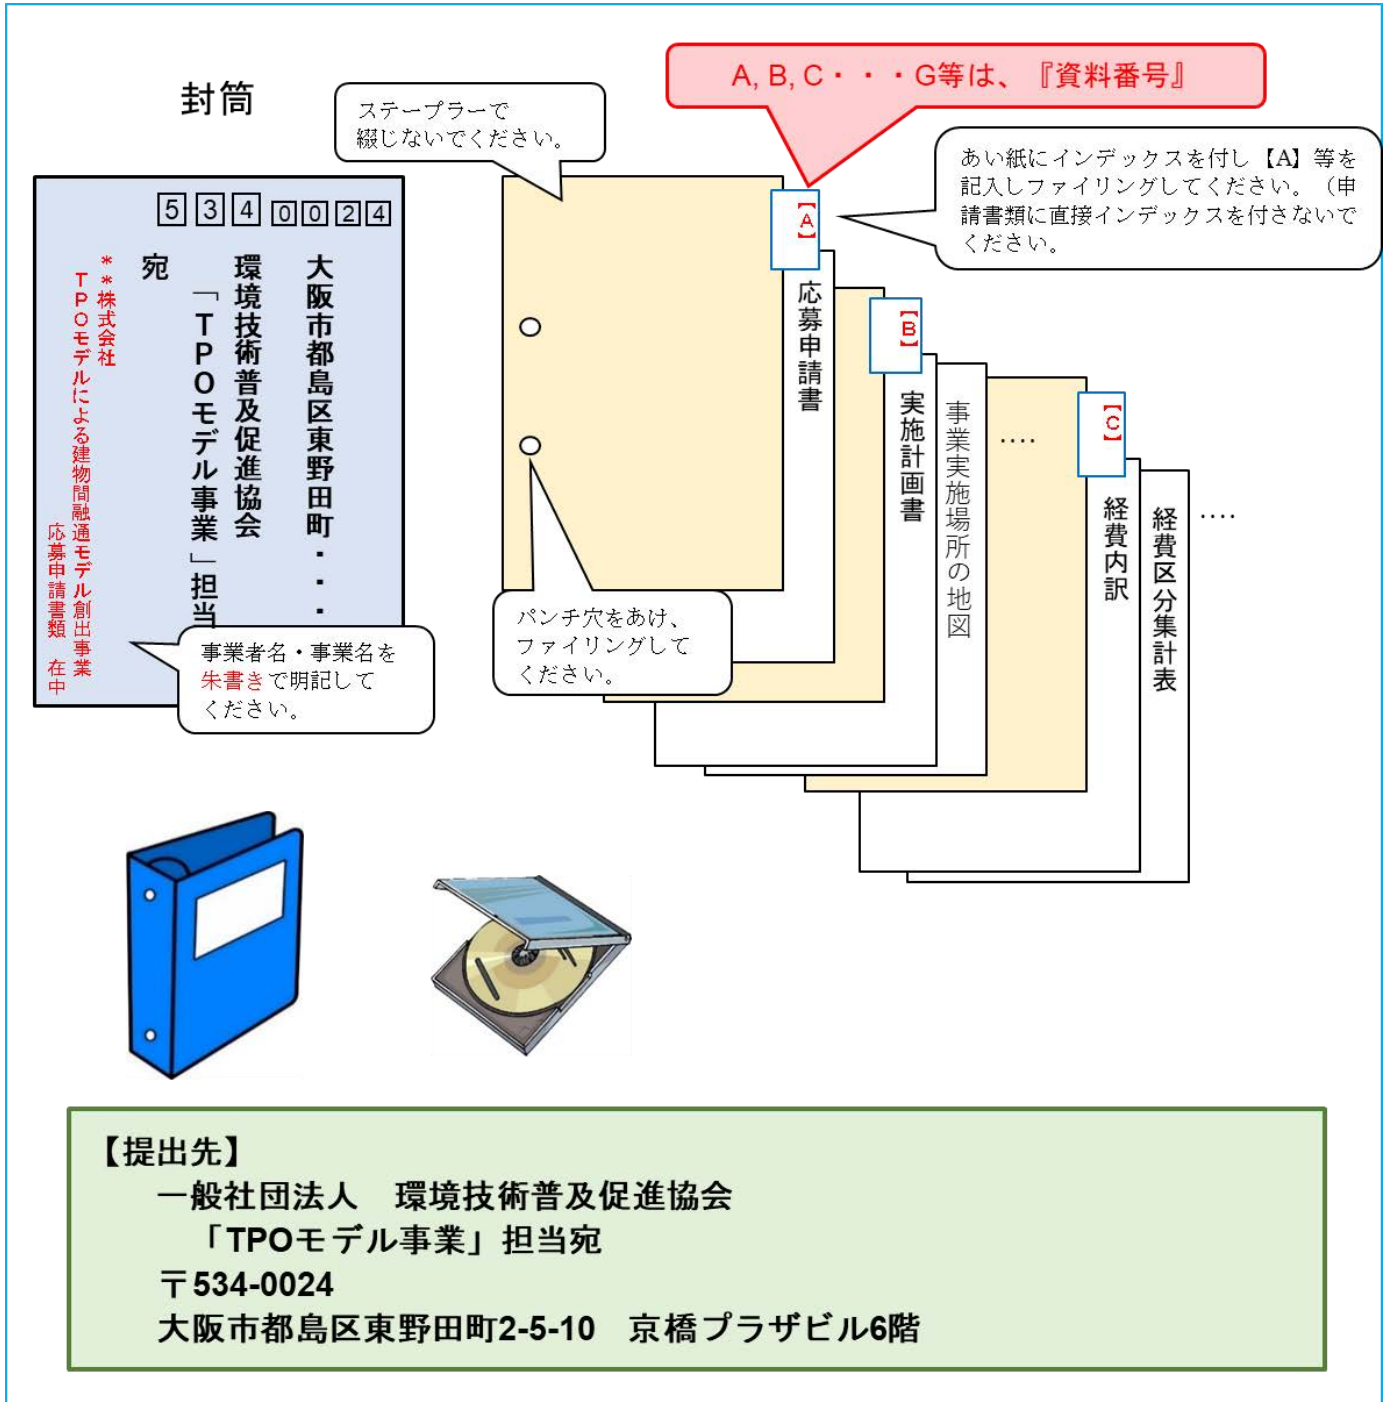 封筒
ステープラーで
綴じないでください。
A, B, C・・・G等は、『資料番号』
あい紙にインデックスを付し【A】等を
記入しファイリングしてください。（申
請書類に直接インデックスを付さないで
ください。
5340024
大阪市都島区東野田町・・・
環境技術普及促進協会
「TPOモデル事業」担当
宛
**株式会社
TPOモデルによる建物間融通モデル創出事業
応募申請書類　在中
事業者名・事業名を
朱書きで明記して
ください。
【A】
応募申請書
【B】
実施計画書
事業実施場所の地図
‥‥
【C】
経費内訳
経費区分集計表
‥‥
パンチ穴をあけ、
ファイリングして
ください。
【提出先】
一般社団法人　環境技術普及促進協会
「TPOモデル事業」担当宛
〒534-0024
大阪市都島区東野田町2-5-10　京橋プラザビル6階